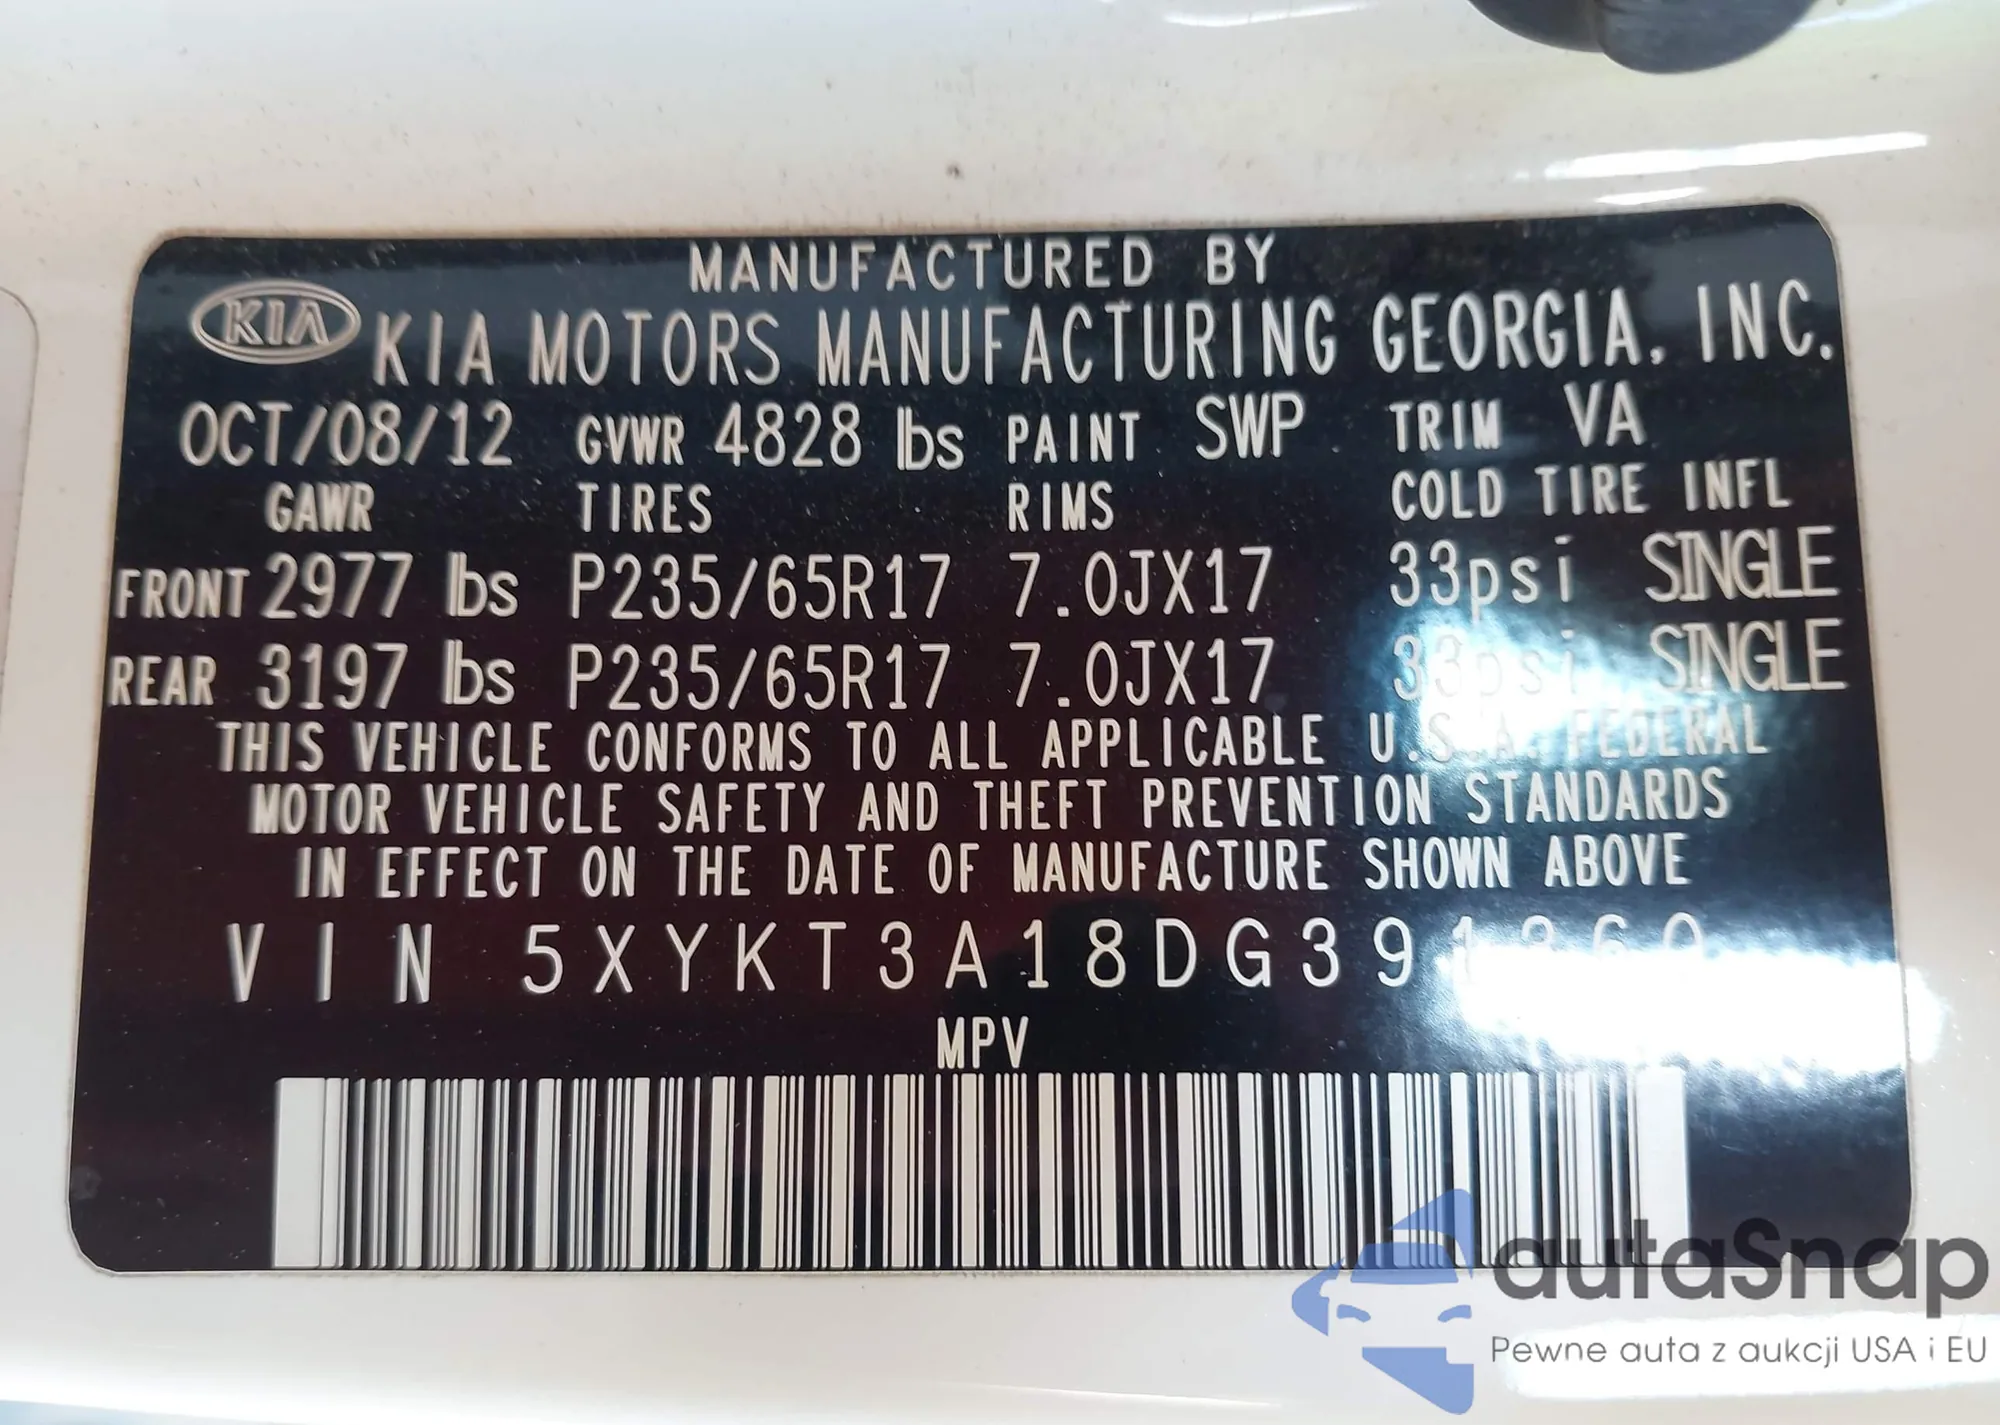 MANUFACTURED BY
KIA KIA MOTORS MANUFACTURING GEORGIA, INC.
OCT/08/12 GVWR 4828 lbs PAINT SWP TRIM VA
GAWR TIRES RIMS COLD TIRE INFL
FRONT 2977 lbs P235/65R17 7.0JX17 33psi SINGLE
REAR 3197 lbs P235/65R17 7.0JX17 33psi SINGLE
THIS VEHICLE CONFORMS TO ALL APPLICABLE U.S.A. FEDERAL
MOTOR VEHICLE SAFETY AND THEFT PREVENTION STANDARDS
IN EFFECT ON THE DATE OF MANUFACTURE SHOWN ABOVE
VIN 5XYKT3A18DG391360
MPV
autaSnap
Pewne auta z aukcji USA i EU